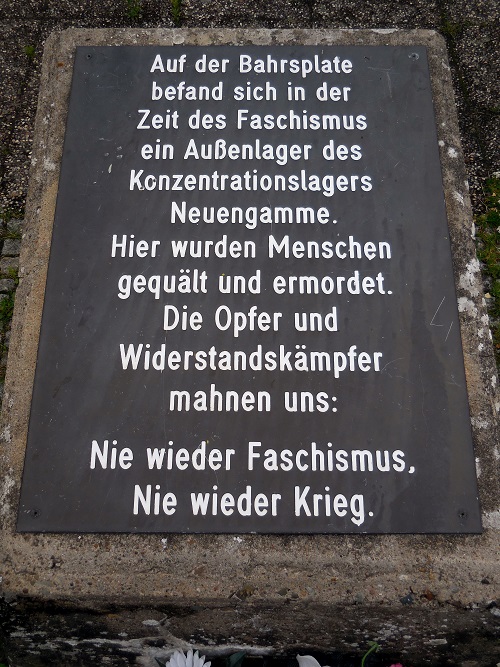 Auf der Bahrsplate
befand sich in der
Zeit des Faschismus
ein Außenlager des
Konzentrationslagers
Neuengamme.
Hier wurden Menschen
gequält und ermordet.
Die Opfer und
Widerstandskämpfer
mahnen uns:
Nie wieder Faschismus,
Nie wieder Krieg.